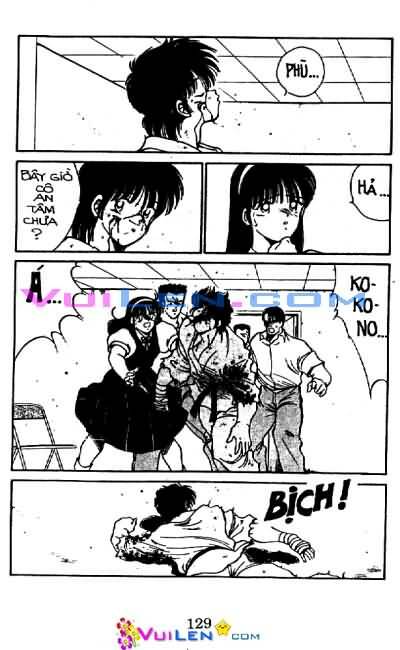 PHÙ...
BÂY GIỜ
CÔ
AN
TÂM
CHƯA
?
HẢ...
Á...
KO-
KO-
NO...
VUILEN.COM
BỊCH!
129
VUILEN.COM